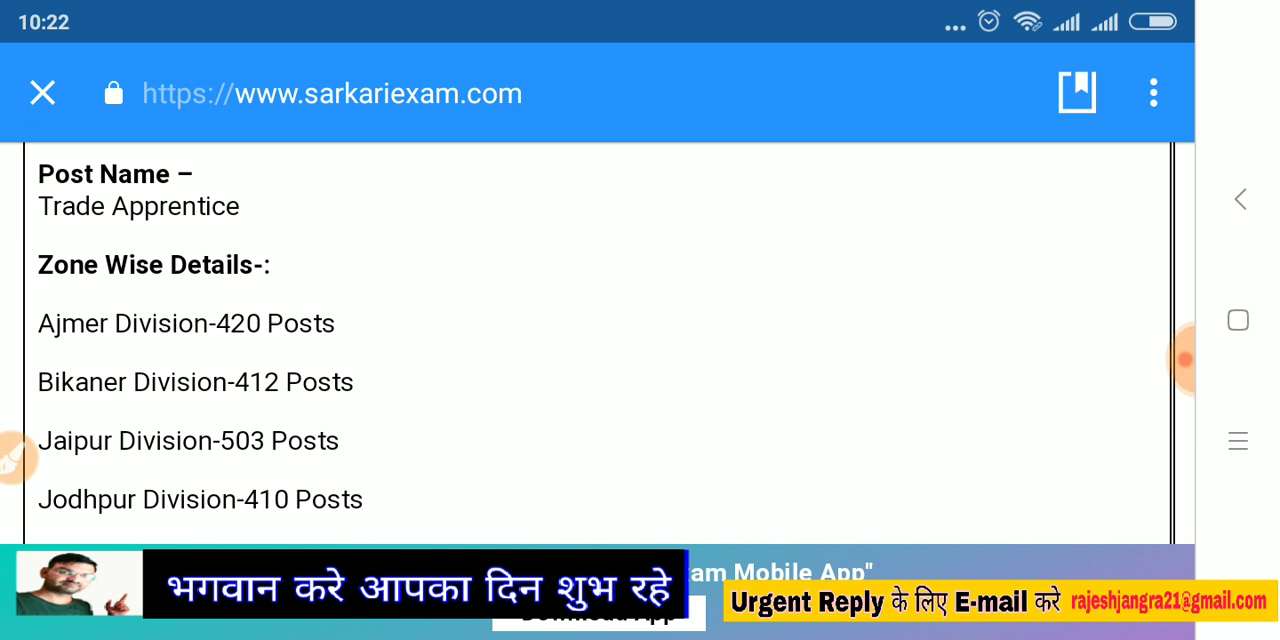 10:22
https://www.sarkariexam.com
Post Name –
Trade Apprentice
Zone Wise Details-:
Ajmer Division-420 Posts
Bikaner Division-412 Posts
Jaipur Division-503 Posts
Jodhpur Division-410 Posts
am Mobile App"
भगवान करे आपका दिन शुभ रहे
Download App
Urgent Reply के लिए E-mail करे rajeshjangra21@gmail.com